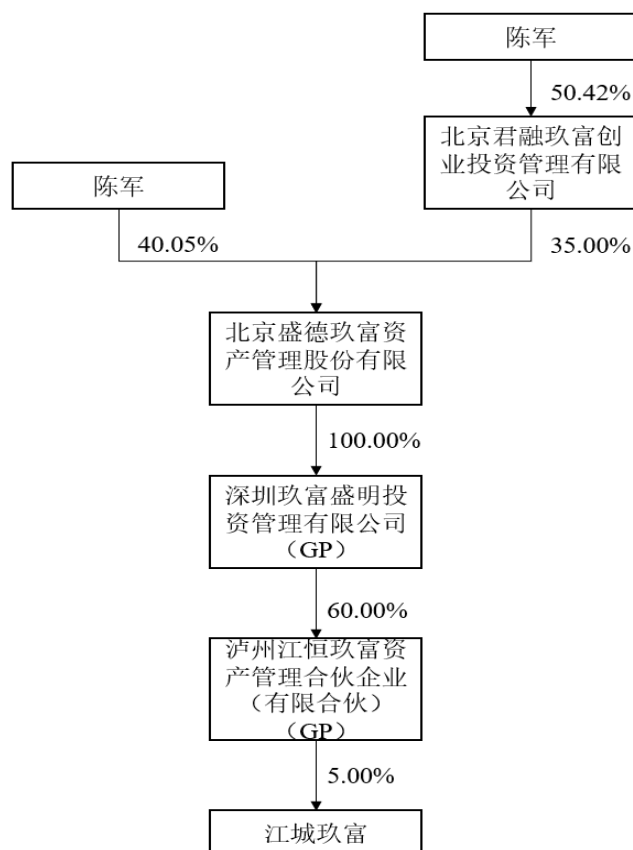 陈军
50.42%
北京君融玖富创
业投资管理有限
公司
陈军
40.05%
35.00%
北京盛德玖富资
产管理股份有限
公司
100.00%
深圳玖富盛明投
资管理有限公司
（GP）
60.00%
泸州江恒玖富资
产管理合伙企业
（有限合伙）
（GP）
5.00%
江城玖富